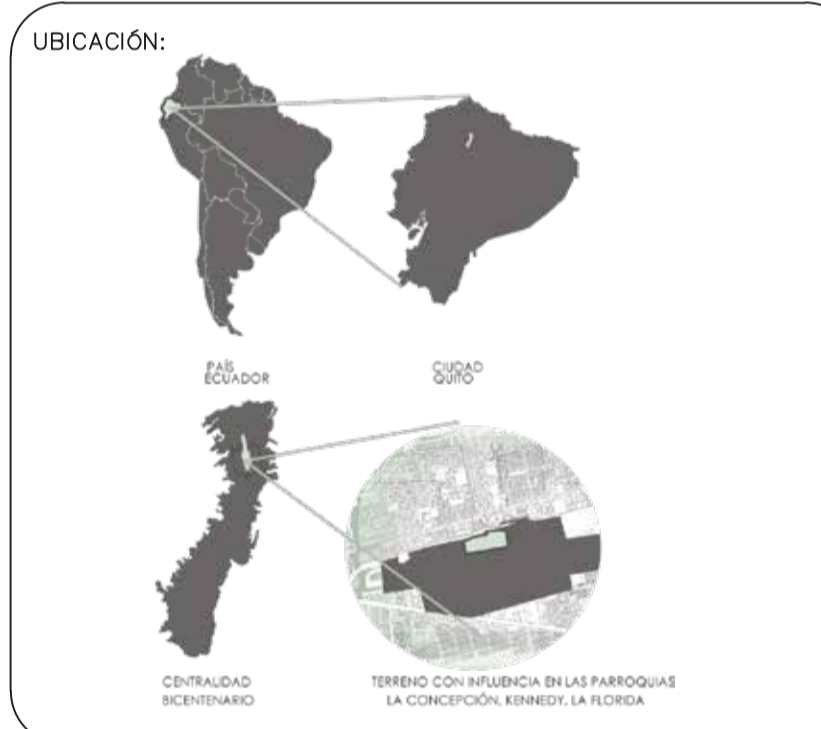 UBICACIÓN:
PAÍS
ECUADOR
CIUDAD
QUITO
CENTRALIDAD
BICENTENARIO
TERRENO CON INFLUENCIA EN LAS PARROQUIAS
LA CONCEPCIÓN, KENNEDY, LA FLORIDA